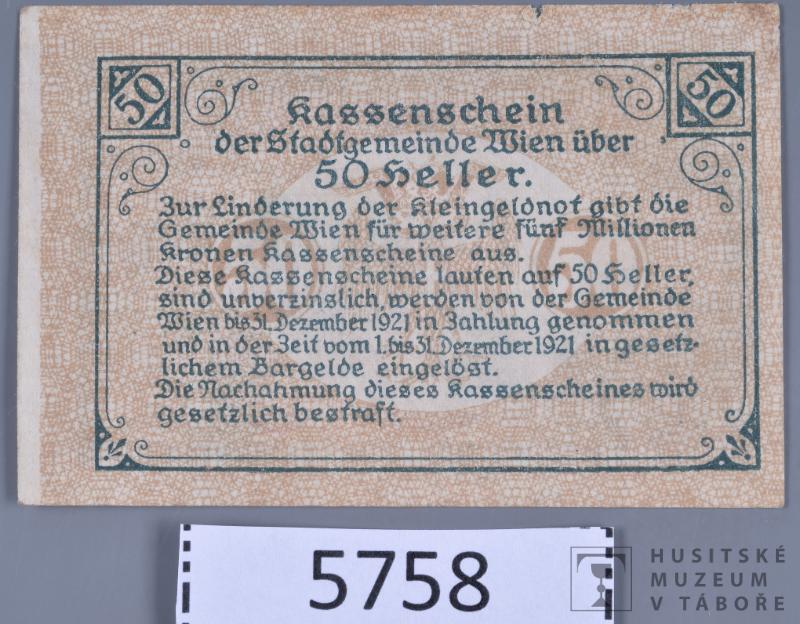 50
50
Kassenschein
der Stadtgemeinde Wien über
50 Heller.
Zur Linderung der Kleingeldnot gibt die
Gemeinde Wien für weitere fünf Millionen
Kronen Kassenscheine aus.
Diese Kassenscheine lauten auf 50 Heller,
sind unverzinslich, werden von der Gemeinde
Wien bis 31. Dezember 1921 in Zahlung genommen
und in der Zeit vom 1. bis 31. Dezember 1921 in gesetz-
lichem Bargelde eingelöst.
Die Nachahmung dieses Kassenscheines wird
gesetzlich bestraft.
50
50
5758
HUSITSKÉ
MUZEUM
V TÁBOŘE